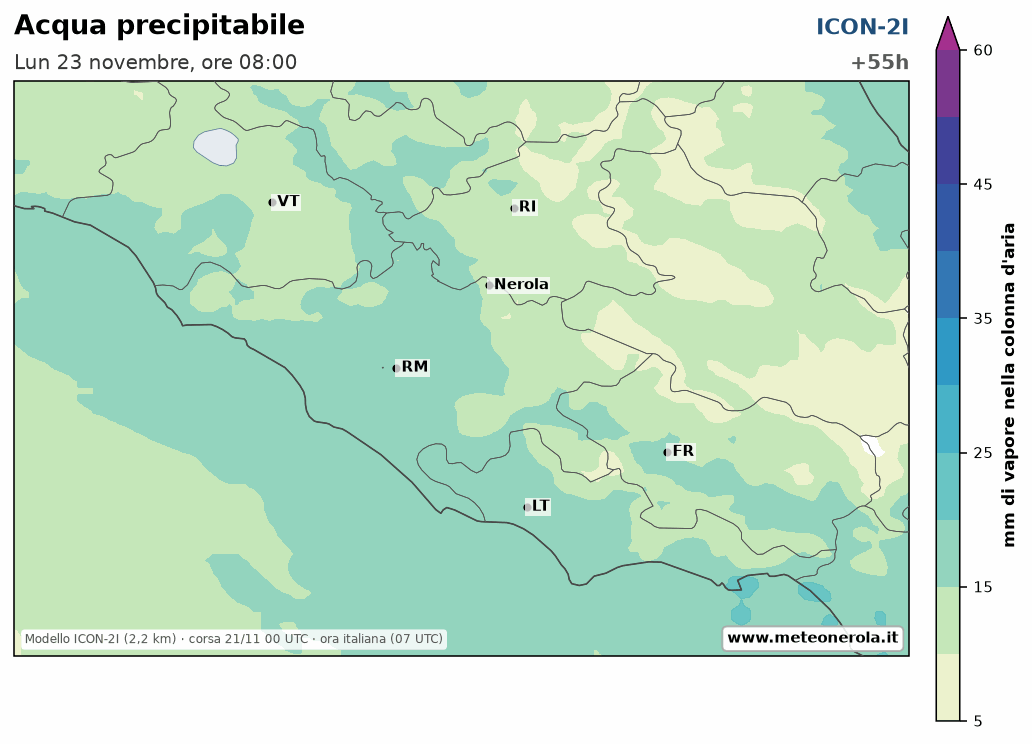 Acqua precipitabile
ICON-2I
Lun 23 novembre, ore 08:00
+55h
60
45
35
25
15
5
mm di vapore nella colonna d'aria
VT
RI
Nerola
RM
FR
LT
Modello ICON-2I (2,2 km) · corsa 21/11 00 UTC · ora italiana (07 UTC)
www.meteonerola.it